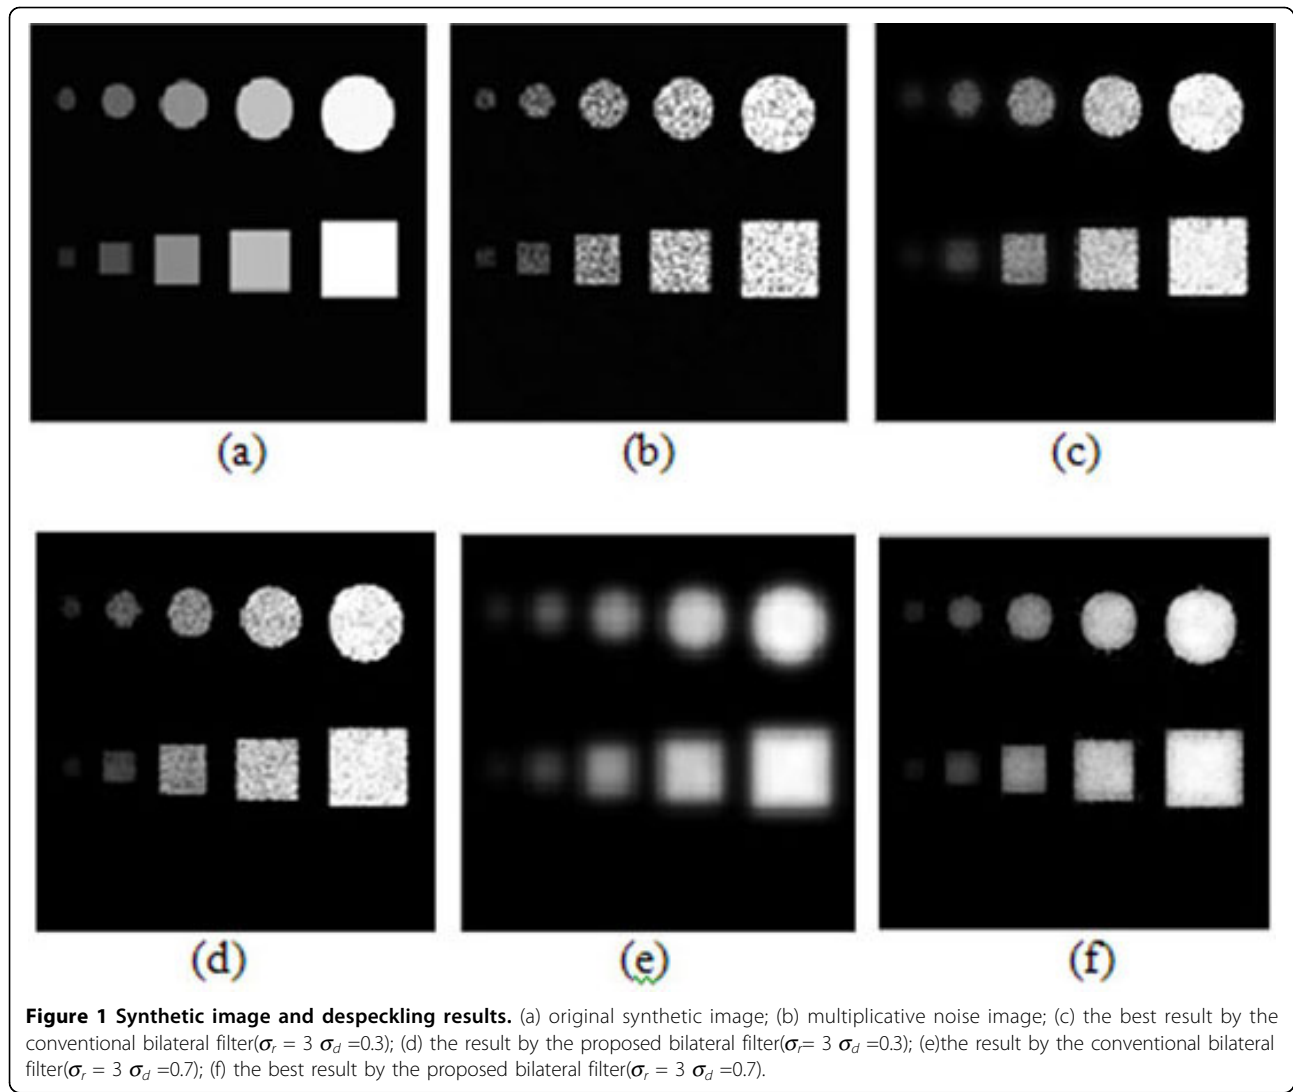 (a)
(b)
(c)
(d)
(e)
(f)
Figure 1 Synthetic image and despeckling results. (a) original synthetic image; (b) multiplicative noise image; (c) the best result by the
conventional bilateral filter(σr = 3 σd =0.3); (d) the result by the proposed bilateral filter(σr= 3 σd =0.3); (e)the result by the conventional bilateral
filter(σr = 3 σd =0.7); (f) the best result by the proposed bilateral filter(σr = 3 σd =0.7).